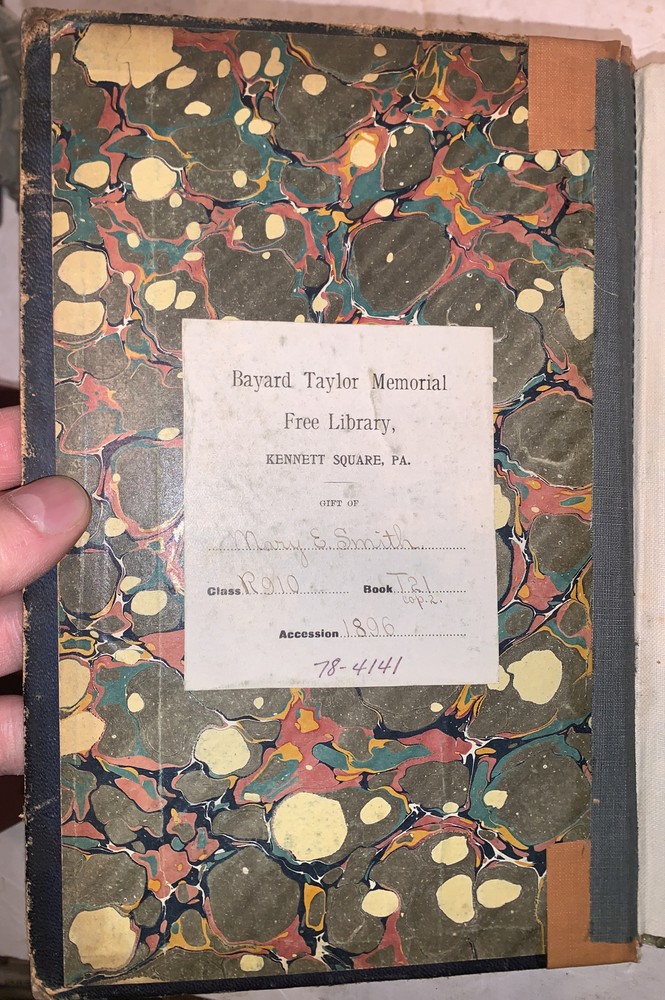 Bayard Taylor Memorial
Free Library,
KENNETT SQUARE, PA.
GIFT OF
Mary E. Smith.
Class R910 Book T21
cop.2.
Accession 1896
78-4141